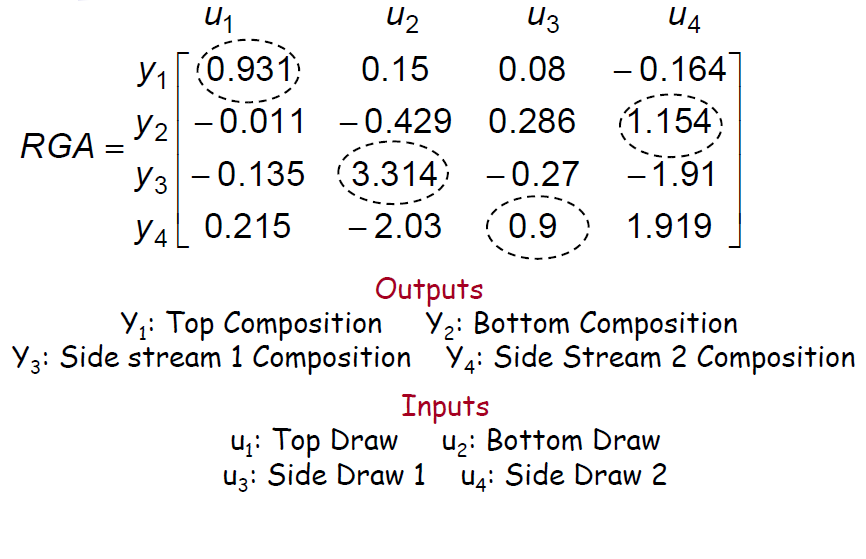 u₁ u₂ u₃ u₄
y₁ 0.931 0.15 0.08 – 0.164
y₂ – 0.011 – 0.429 0.286 1.154
RGA =
y₃ – 0.135 3.314 – 0.27 – 1.91
y₄ 0.215 – 2.03 0.9 1.919
Outputs
Y₁: Top Composition Y₂: Bottom Composition
Y₃: Side stream 1 Composition Y₄: Side Stream 2 Composition
Inputs
u₁: Top Draw u₂: Bottom Draw
u₃: Side Draw 1 u₄: Side Draw 2